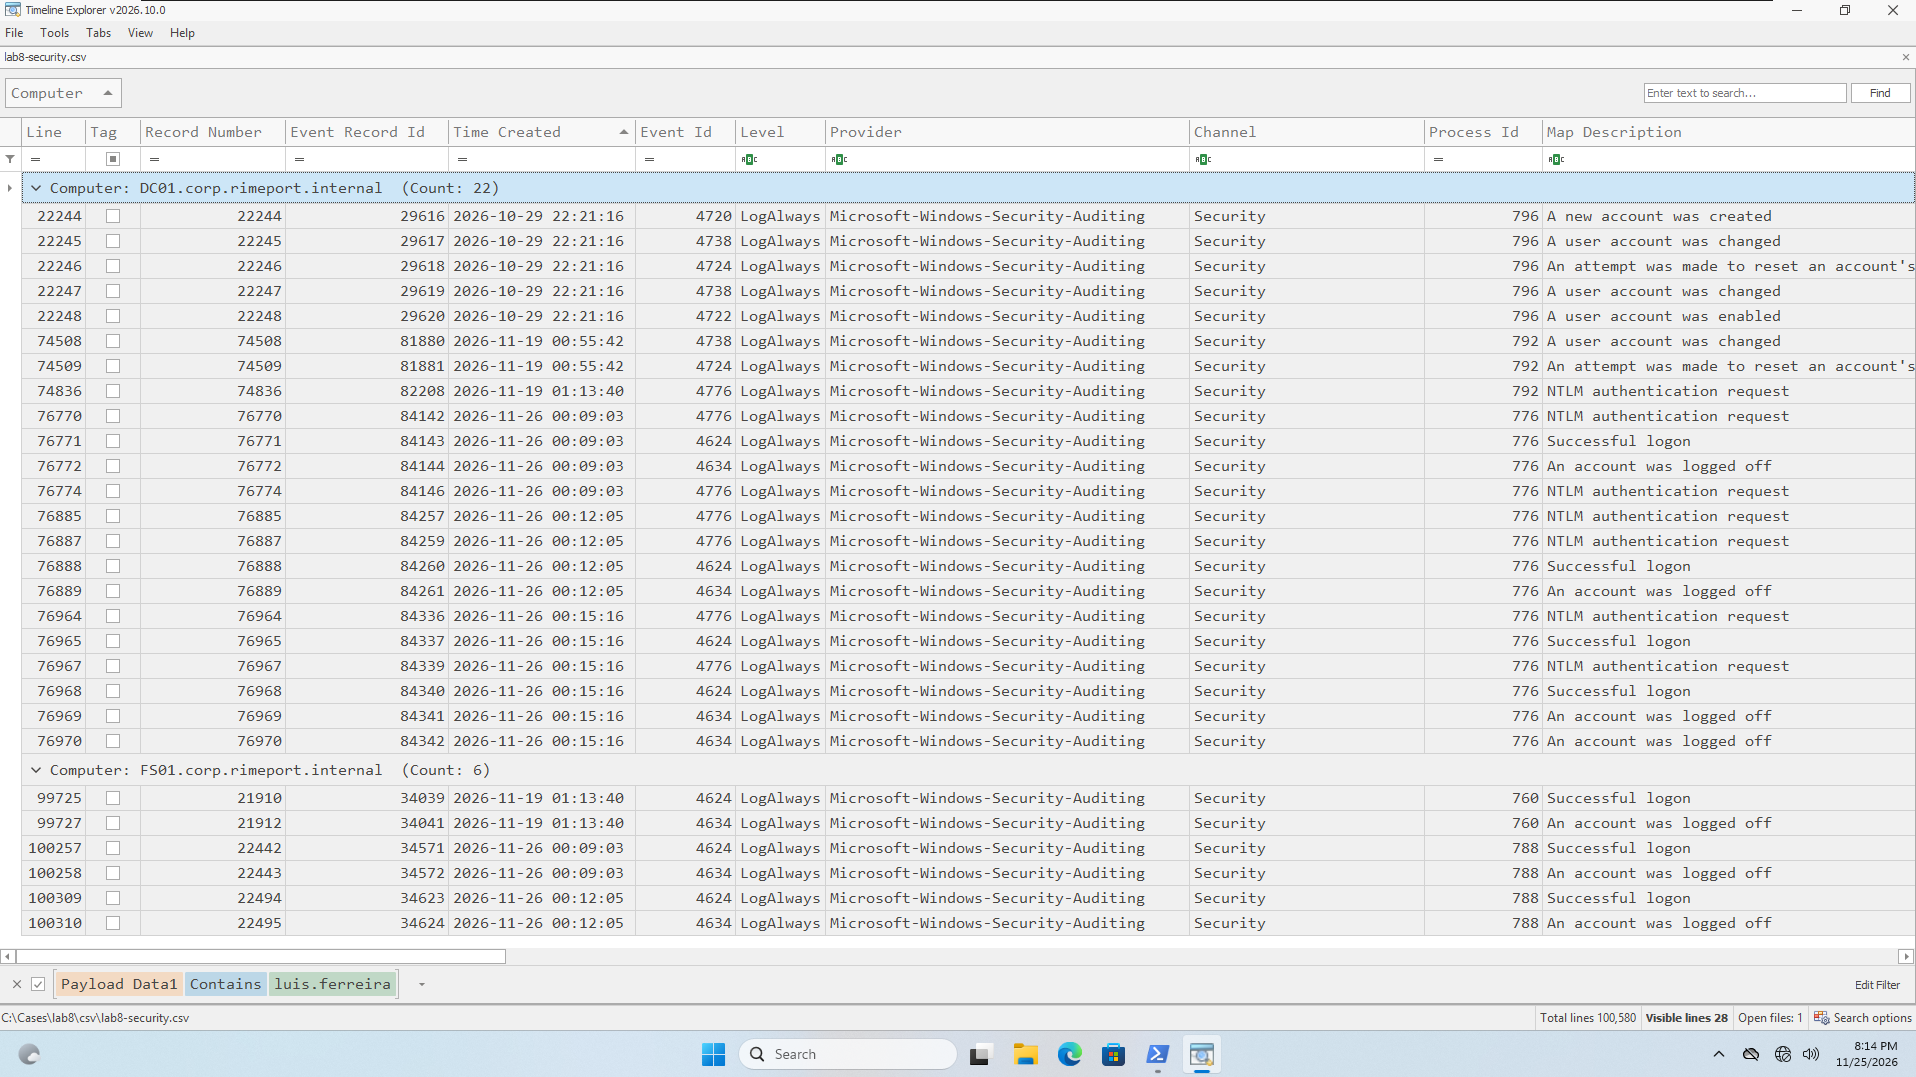 Timeline Explorer v2026.10.0
File Tools Tabs View Help
lab8-security.csv
Computer
Enter text to search... Find
Line Tag Record Number Event Record Id Time Created Event Id Level Provider Channel Process Id Map Description
= = = = = =
Computer: DC01.corp.rimeport.internal (Count: 22)
22244 22244 29616 2026-10-29 22:21:16 4720 LogAlways Microsoft-Windows-Security-Auditing Security 796 A new account was created
22245 22245 29617 2026-10-29 22:21:16 4738 LogAlways Microsoft-Windows-Security-Auditing Security 796 A user account was changed
22246 22246 29618 2026-10-29 22:21:16 4724 LogAlways Microsoft-Windows-Security-Auditing Security 796 An attempt was made to reset an account's
22247 22247 29619 2026-10-29 22:21:16 4738 LogAlways Microsoft-Windows-Security-Auditing Security 796 A user account was changed
22248 22248 29620 2026-10-29 22:21:16 4722 LogAlways Microsoft-Windows-Security-Auditing Security 796 A user account was enabled
74508 74508 81880 2026-11-19 00:55:42 4738 LogAlways Microsoft-Windows-Security-Auditing Security 792 A user account was changed
74509 74509 81881 2026-11-19 00:55:42 4724 LogAlways Microsoft-Windows-Security-Auditing Security 792 An attempt was made to reset an account's
74836 74836 82208 2026-11-19 01:13:40 4776 LogAlways Microsoft-Windows-Security-Auditing Security 792 NTLM authentication request
76770 76770 84142 2026-11-26 00:09:03 4776 LogAlways Microsoft-Windows-Security-Auditing Security 776 NTLM authentication request
76771 76771 84143 2026-11-26 00:09:03 4624 LogAlways Microsoft-Windows-Security-Auditing Security 776 Successful logon
76772 76772 84144 2026-11-26 00:09:03 4634 LogAlways Microsoft-Windows-Security-Auditing Security 776 An account was logged off
76774 76774 84146 2026-11-26 00:09:03 4776 LogAlways Microsoft-Windows-Security-Auditing Security 776 NTLM authentication request
76885 76885 84257 2026-11-26 00:12:05 4776 LogAlways Microsoft-Windows-Security-Auditing Security 776 NTLM authentication request
76887 76887 84259 2026-11-26 00:12:05 4776 LogAlways Microsoft-Windows-Security-Auditing Security 776 NTLM authentication request
76888 76888 84260 2026-11-26 00:12:05 4624 LogAlways Microsoft-Windows-Security-Auditing Security 776 Successful logon
76889 76889 84261 2026-11-26 00:12:05 4634 LogAlways Microsoft-Windows-Security-Auditing Security 776 An account was logged off
76964 76964 84336 2026-11-26 00:15:16 4776 LogAlways Microsoft-Windows-Security-Auditing Security 776 NTLM authentication request
76965 76965 84337 2026-11-26 00:15:16 4624 LogAlways Microsoft-Windows-Security-Auditing Security 776 Successful logon
76967 76967 84339 2026-11-26 00:15:16 4776 LogAlways Microsoft-Windows-Security-Auditing Security 776 NTLM authentication request
76968 76968 84340 2026-11-26 00:15:16 4624 LogAlways Microsoft-Windows-Security-Auditing Security 776 Successful logon
76969 76969 84341 2026-11-26 00:15:16 4634 LogAlways Microsoft-Windows-Security-Auditing Security 776 An account was logged off
76970 76970 84342 2026-11-26 00:15:16 4634 LogAlways Microsoft-Windows-Security-Auditing Security 776 An account was logged off
Computer: FS01.corp.rimeport.internal (Count: 6)
99725 21910 34039 2026-11-19 01:13:40 4624 LogAlways Microsoft-Windows-Security-Auditing Security 760 Successful logon
99727 21912 34041 2026-11-19 01:13:40 4634 LogAlways Microsoft-Windows-Security-Auditing Security 760 An account was logged off
100257 22442 34571 2026-11-26 00:09:03 4624 LogAlways Microsoft-Windows-Security-Auditing Security 788 Successful logon
100258 22443 34572 2026-11-26 00:09:03 4634 LogAlways Microsoft-Windows-Security-Auditing Security 788 An account was logged off
100309 22494 34623 2026-11-26 00:12:05 4624 LogAlways Microsoft-Windows-Security-Auditing Security 788 Successful logon
100310 22495 34624 2026-11-26 00:12:05 4634 LogAlways Microsoft-Windows-Security-Auditing Security 788 An account was logged off
Payload Data1 Contains luis.ferreira Edit Filter
C:\Cases\lab8\csv\lab8-security.csv Total lines 100,580 Visible lines 28 Open files: 1 Search options
Search 8:14 PM
11/25/2026